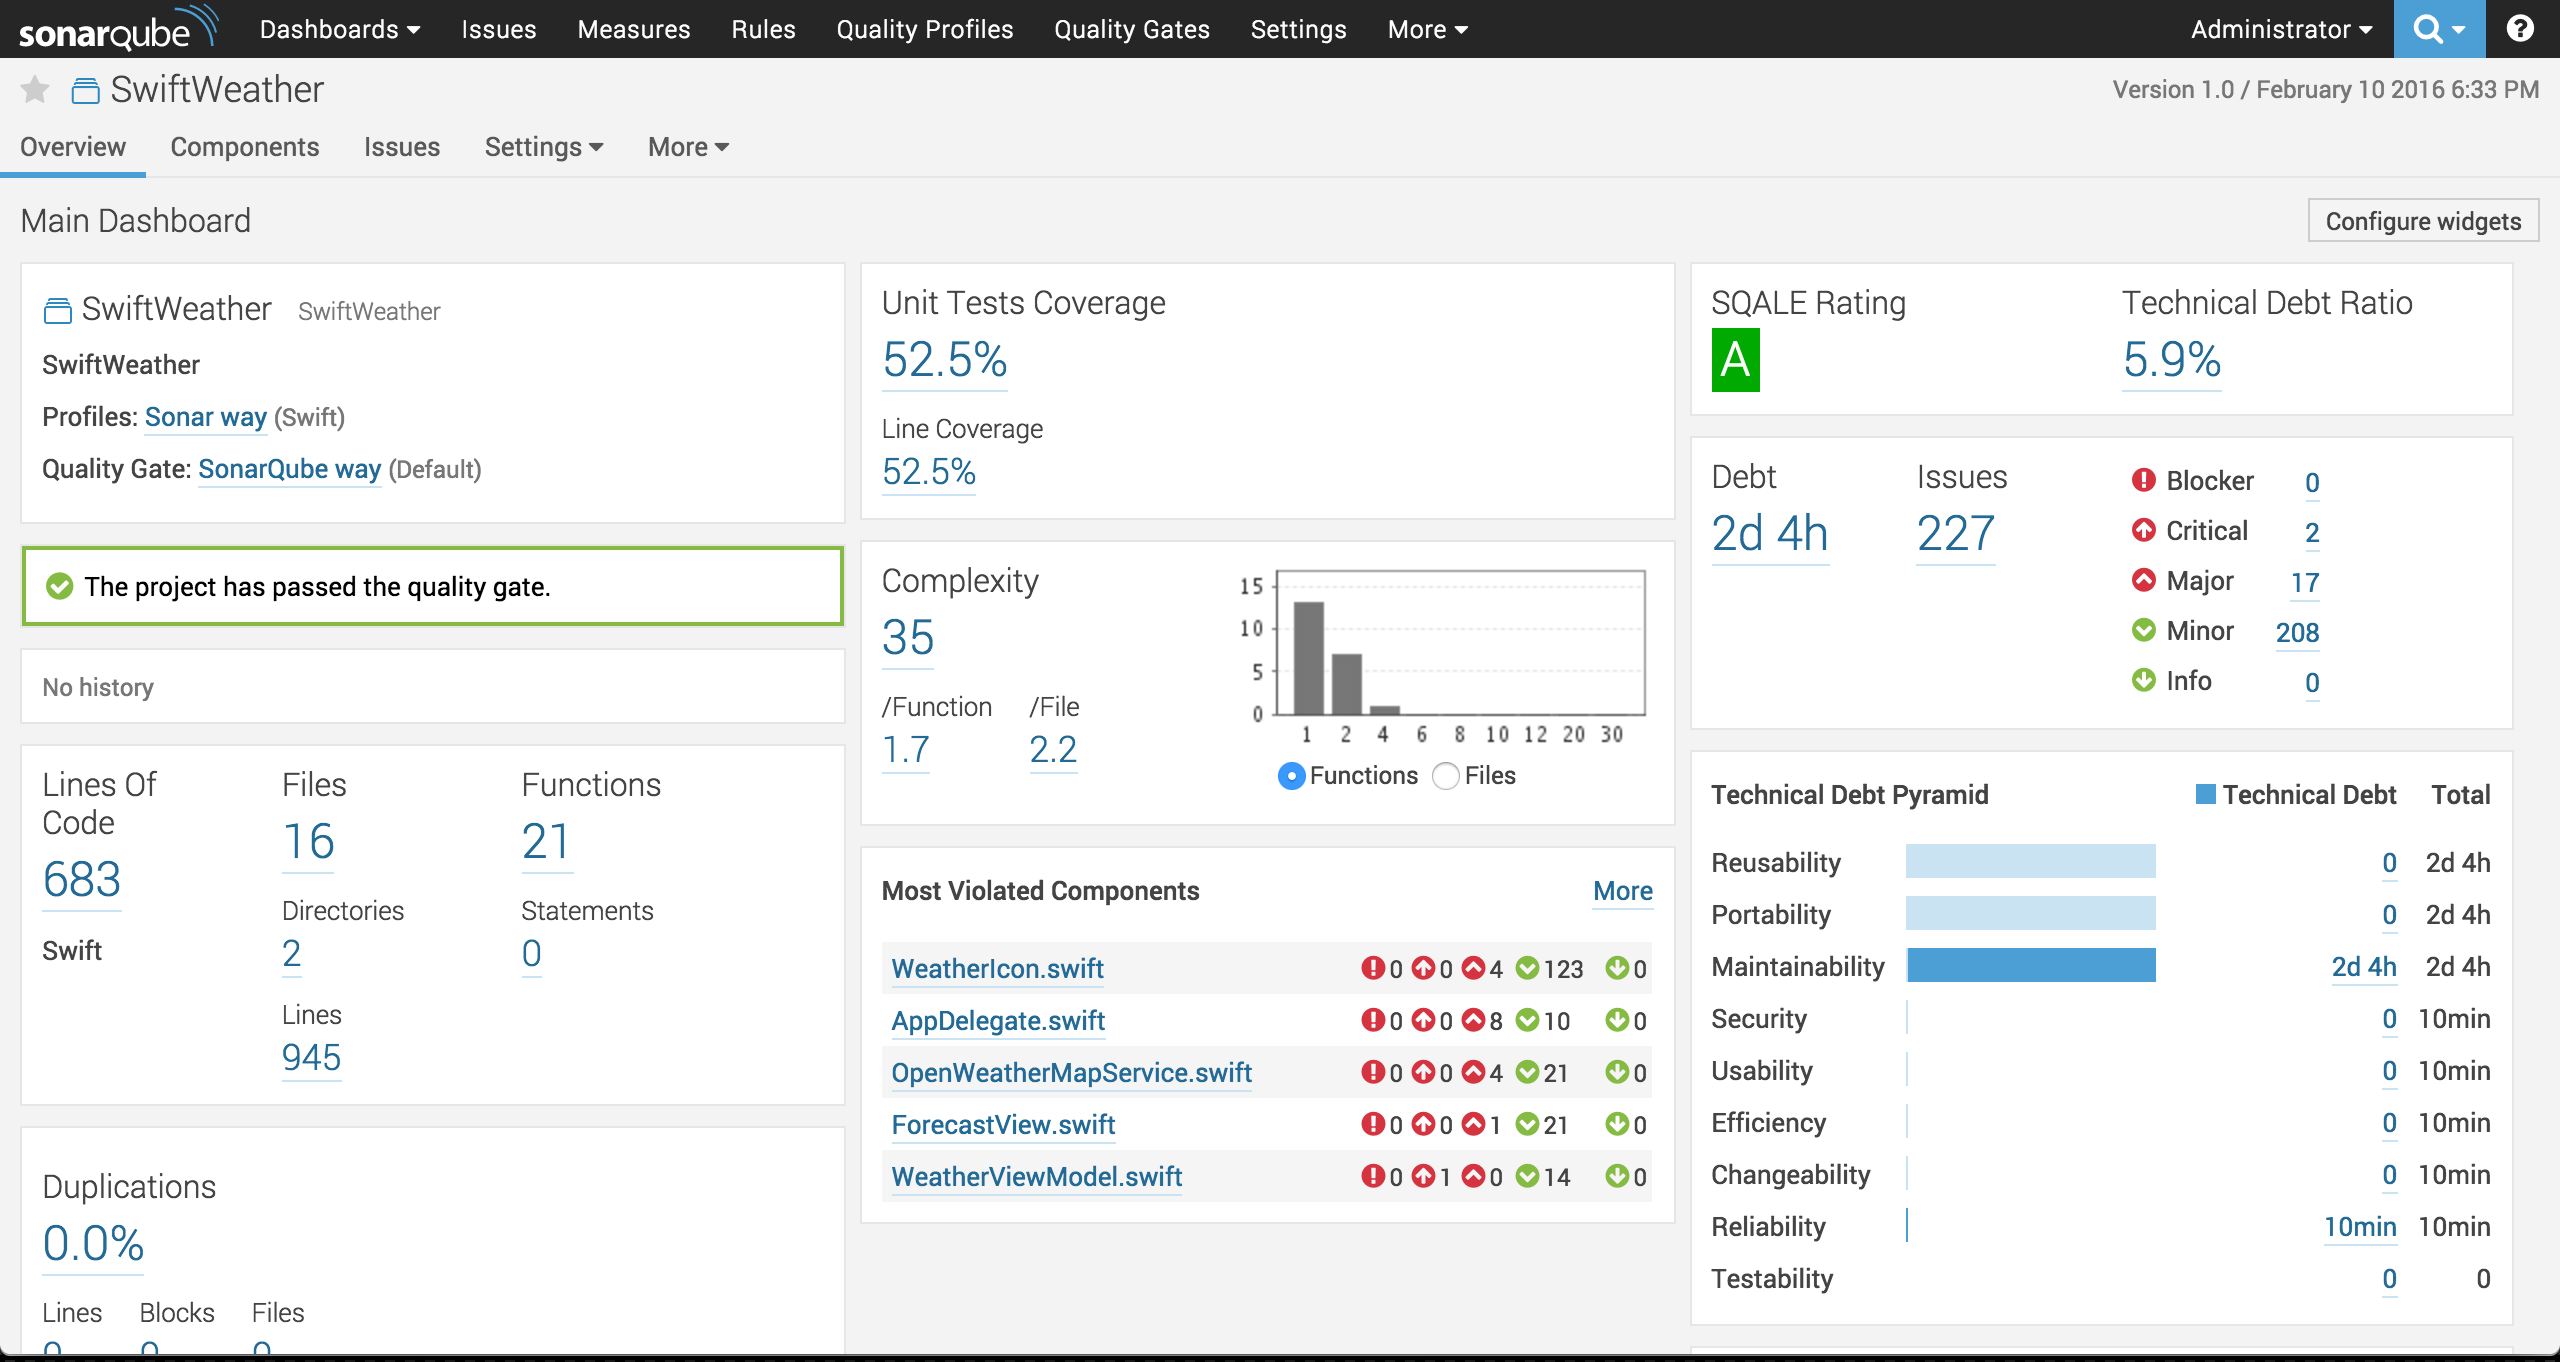 sonarqube Dashboards Issues Measures Rules Quality Profiles Quality Gates Settings More Administrator
SwiftWeather
Version 1.0 / February 10 2016 6:33 PM
Overview Components Issues Settings More
Main Dashboard
Configure widgets
SwiftWeather SwiftWeather
SwiftWeather
Profiles: Sonar way (Swift)
Quality Gate: SonarQube way (Default)
The project has passed the quality gate.
No history
Lines Of Code
683
Swift
Files
16
Directories
2
Lines
945
Functions
21
Statements
0
Duplications
0.0%
Lines Blocks Files
Unit Tests Coverage
52.5%
Line Coverage
52.5%
Complexity
35
/Function /File
1.7 2.2
15
10
5
0
1 2 4 6 8 10 12 20 30
Functions Files
Most Violated Components More
WeatherIcon.swift 0 0 4 123 0
AppDelegate.swift 0 0 8 10 0
OpenWeatherMapService.swift 0 0 4 21 0
ForecastView.swift 0 0 1 21 0
WeatherViewModel.swift 0 1 0 14 0
SQALE Rating
A
Technical Debt Ratio
5.9%
Debt
2d 4h
Issues
227
Blocker 0
Critical 2
Major 17
Minor 208
Info 0
Technical Debt Pyramid Technical Debt Total
Reusability 0 2d 4h
Portability 0 2d 4h
Maintainability 2d 4h 2d 4h
Security 0 10min
Usability 0 10min
Efficiency 0 10min
Changeability 0 10min
Reliability 10min 10min
Testability 0 0